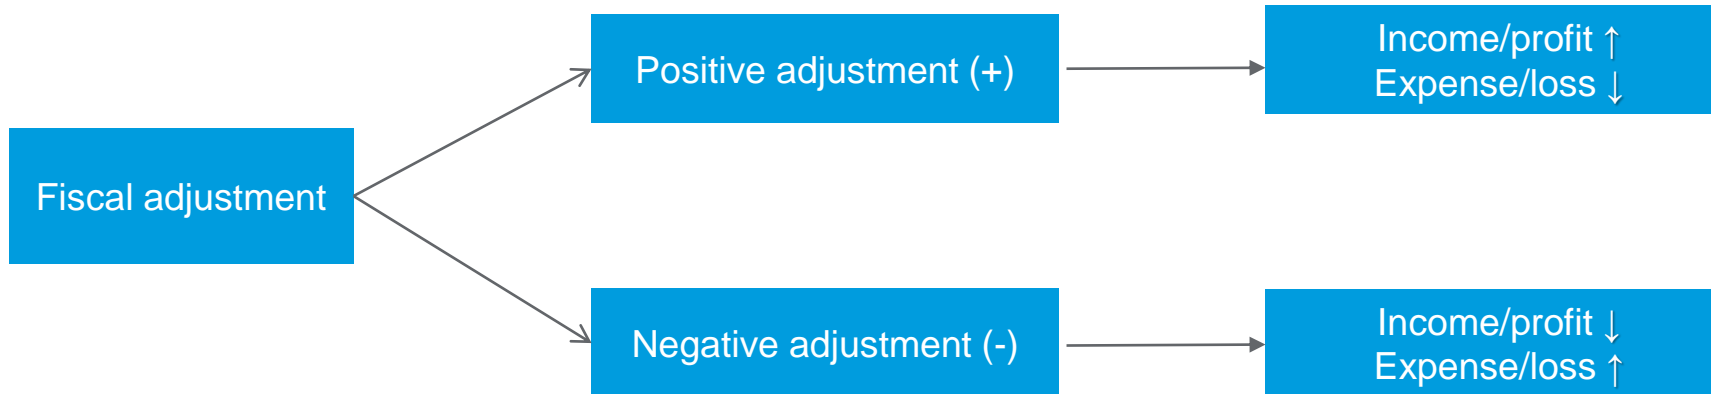 Fiscal adjustment
Positive adjustment (+)
Income/profit ↑
Expense/loss ↓
Negative adjustment (-)
Income/profit ↓
Expense/loss ↑